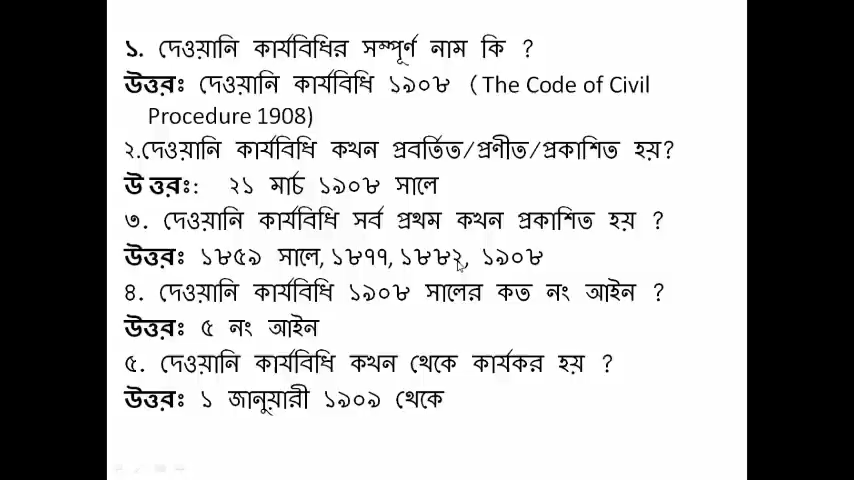 ১. দেওয়ানি কার্যবিধির সম্পূর্ণ নাম কি ?
উত্তরঃ দেওয়ানি কার্যবিধি ১৯০৮ (The Code of Civil
Procedure 1908)
২.দেওয়ানি কার্যবিধি কখন প্রবর্তিত/প্রণীত/প্রকাশিত হয়?
উত্তরঃ: ২১ মার্চ ১৯০৮ সালে
৩. দেওয়ানি কার্যবিধি সর্ব প্রথম কখন প্রকাশিত হয় ?
উত্তরঃ ১৮৫৯ সালে, ১৮৭৭, ১৮৮২, ১৯০৮
৪. দেওয়ানি কার্যবিধি ১৯০৮ সালের কত নং আইন ?
উত্তরঃ ৫ নং আইন
৫. দেওয়ানি কার্যবিধি কখন থেকে কার্যকর হয় ?
উত্তরঃ ১ জানুয়ারী ১৯০৯ থেকে